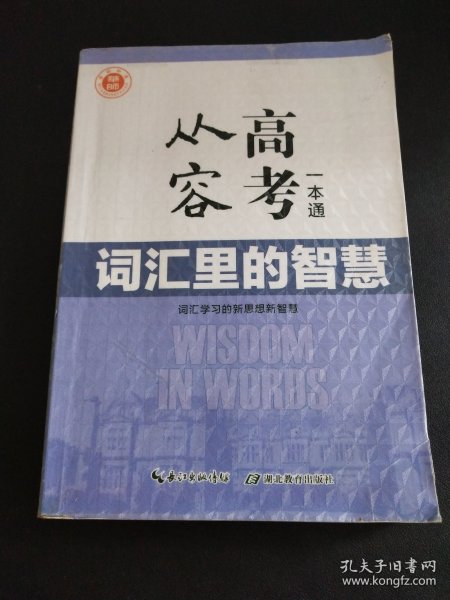 華師
从容高考
一本通
词汇里的智慧
词汇学习的新思想新智慧
WISDOM
IN WORDS
长江出版传媒
湖北教育出版社
孔夫子旧书网
www.kongfz.com